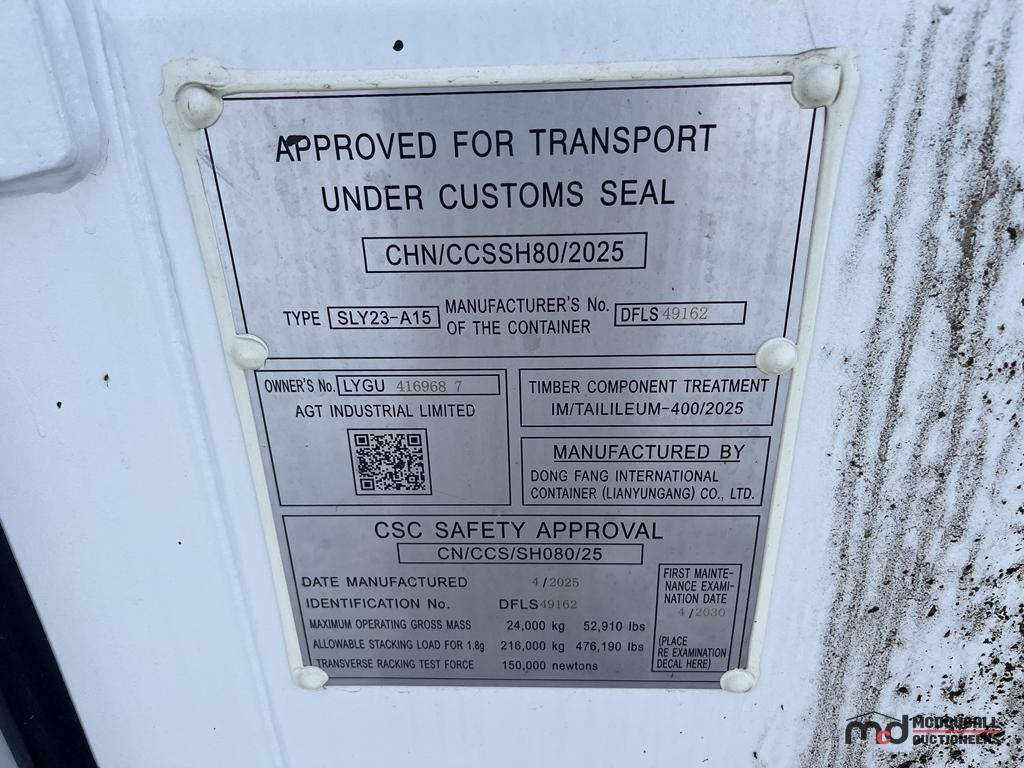 APPROVED FOR TRANSPORT
UNDER CUSTOMS SEAL
CHN/CCSSH80/2025
TYPE SLY23-A15 MANUFACTURER'S No. OF THE CONTAINER DFLS 49162
OWNER'S No. LYGU 416968 7
AGT INDUSTRIAL LIMITED
TIMBER COMPONENT TREATMENT
IM/TAILILEUM-400/2025
MANUFACTURED BY
DONG FANG INTERNATIONAL
CONTAINER (LIANYUNGANG) CO., LTD.
CSC SAFETY APPROVAL
CN/CCS/SH080/25
DATE MANUFACTURED 4/2025
IDENTIFICATION No. DFLS49162
MAXIMUM OPERATING GROSS MASS 24,000 kg 52,910 lbs
ALLOWABLE STACKING LOAD FOR 1.8g 216,000 kg 476,190 lbs
TRANSVERSE RACKING TEST FORCE 150,000 newtons
FIRST MAINTE-
NANCE EXAMI-
NATION DATE
4/2030
(PLACE
RE EXAMINATION
DECAL HERE)
mcd McDOUGALL
AUCTIONEERS